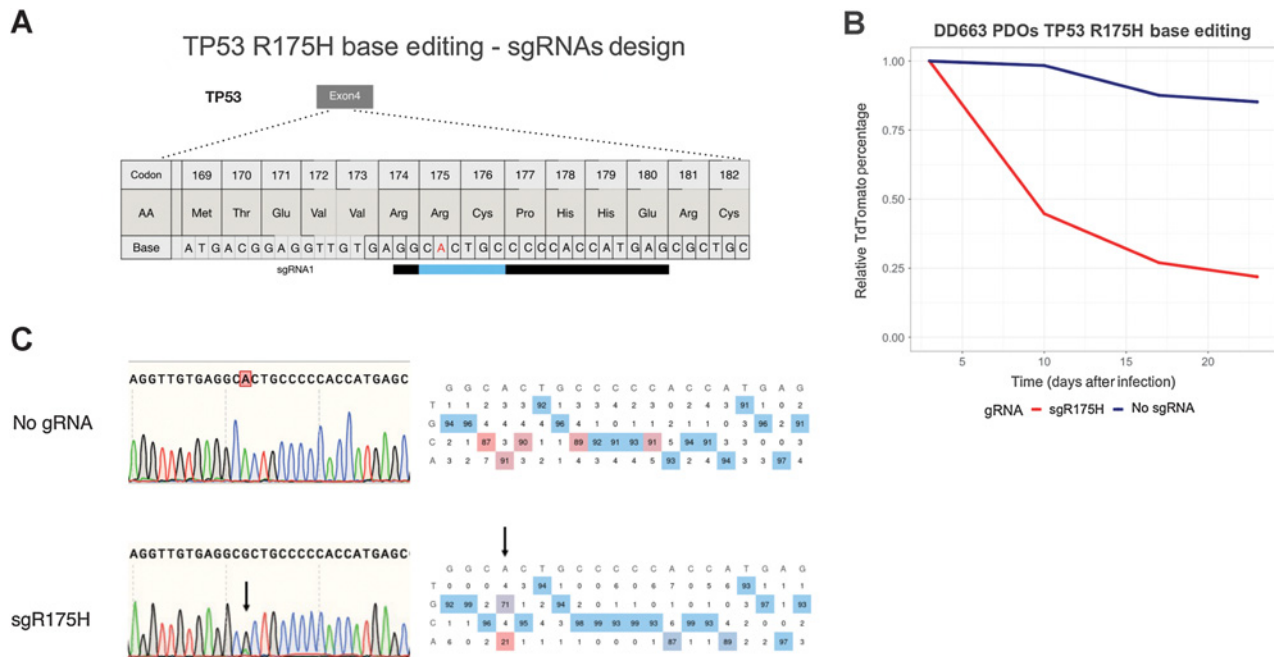 A
TP53 R175H base editing - sgRNAs design
TP53
Exon4
Codon 169 170 171 172 173 174 175 176 177 178 179 180 181 182
AA Met Thr Glu Val Val Arg Arg Cys Pro His His Glu Arg Cys
Base A T G A C G G A G G T T G T G A G G C A C T G C C C C C A C C A T G A G C G C T G C
sgRNA1
B
DD663 PDOs TP53 R175H base editing
Relative TdTomato percentage
1.00
0.75
0.50
0.25
0.00
5 10 15 20
Time (days after infection)
gRNA sgR175H No sgRNA
C
No gRNA
AGGTTGTGAGGCACTGCCCCCACCATGAGC
G G C A C T G C C C C C A C C A T G A G
T 1 1 2 3 3 92 1 3 3 4 2 3 0 2 4 3 91 1 1 2
G 94 96 4 4 4 4 96 4 1 1 1 1 2 1 1 1 4 96 2 91
C 2 1 87 3 90 1 1 89 92 91 93 91 5 94 91 3 3 0 0 3
A 3 2 7 91 3 2 1 4 3 4 4 5 93 2 4 94 3 3 97 4
sgR175H
AGGTTGTGAGGCGCTGCCCCCACCATGAGC
G G C A C T G C C C C C A C C A T G A G
T 0 0 0 4 3 94 1 0 0 6 0 6 7 0 5 6 93 1 1 1
G 92 99 2 71 1 2 94 2 0 1 1 1 1 1 1 1 3 97 1 93
C 1 1 96 4 95 4 3 98 99 93 99 93 6 99 93 4 2 0 0 2
A 6 0 2 21 1 1 1 0 1 1 0 1 87 1 1 89 2 1 97 3